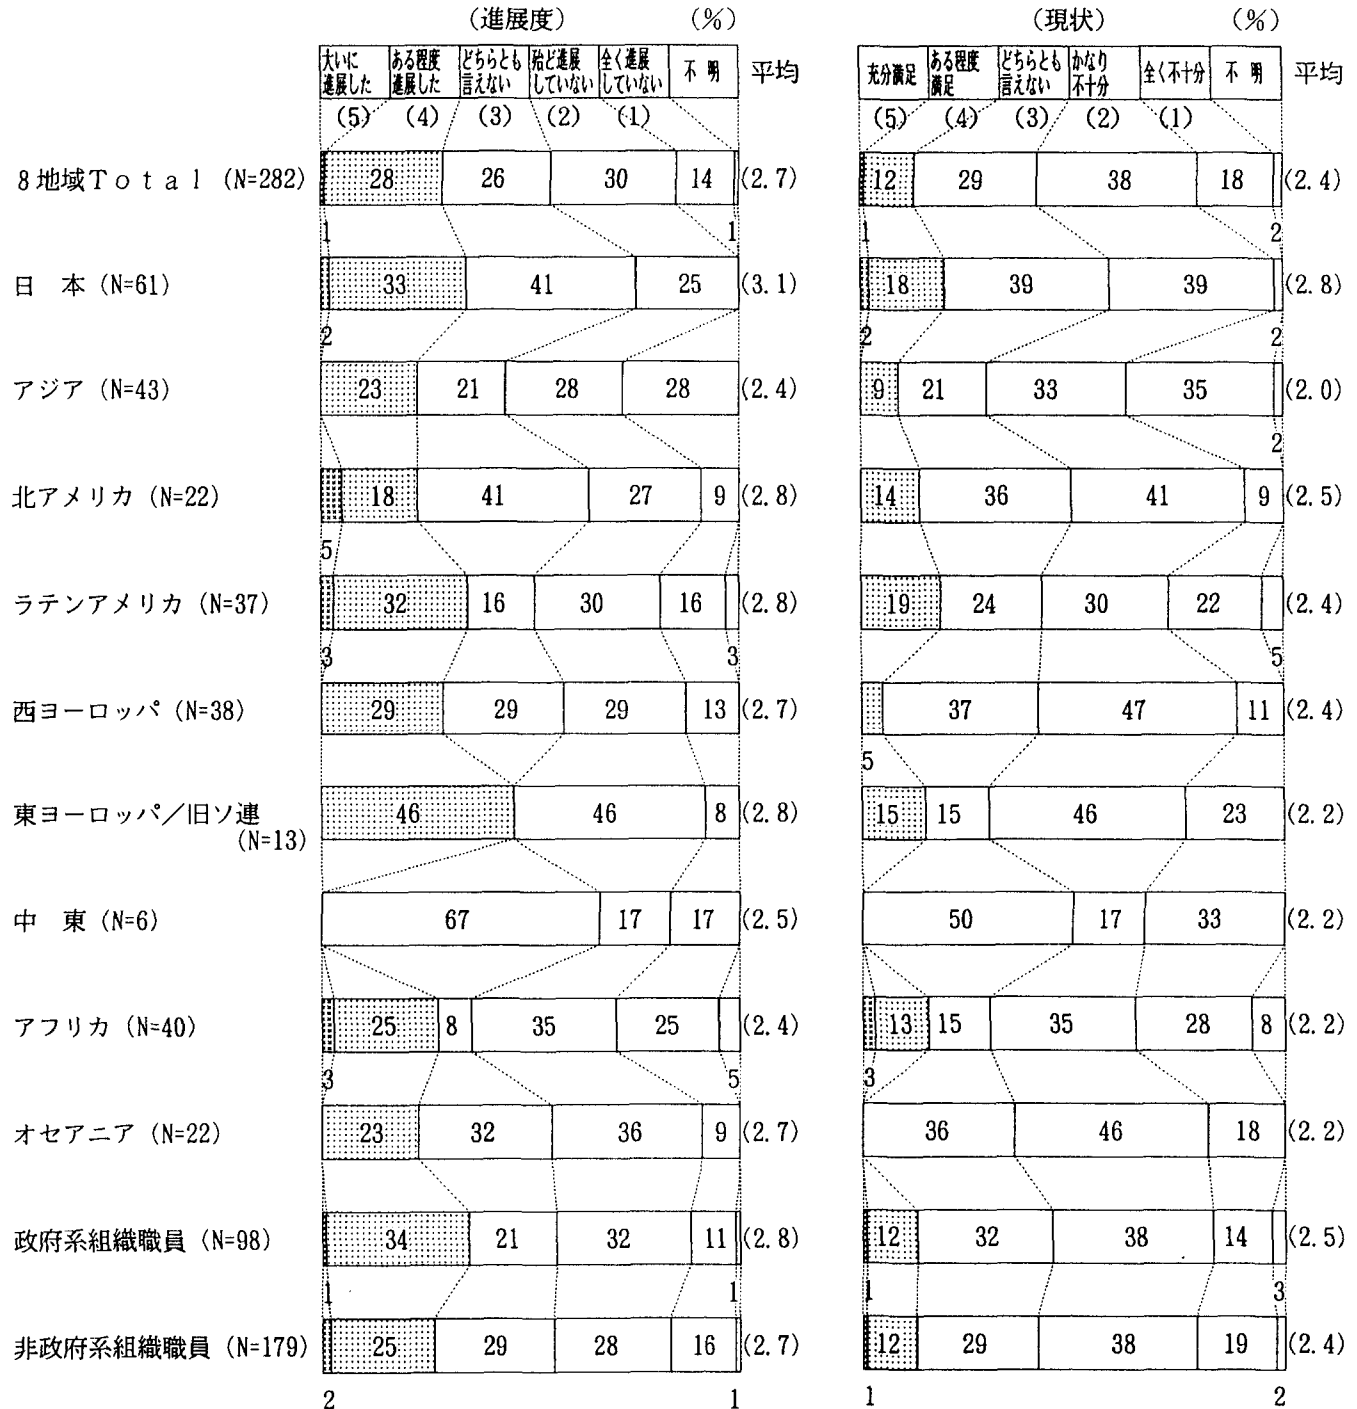 （進展度） （％） （現状） （％）
大いに進展した ある程度進展した どちらとも言えない 殆ど進展していない 全く進展していない 不 明 平均 充分満足 ある程度満足 どちらとも言えない かなり不十分 全く不十分 不 明 平均
(5) (4) (3) (2) (1) (5) (4) (3) (2) (1)
8地域Ｔｏｔａｌ (N=282) 28 26 30 14 (2.7) 12 29 38 18 (2.4)
1 1 1 2
日 本 (N=61) 33 41 25 (3.1) 18 39 39 (2.8)
2 2 2
アジア (N=43) 23 21 28 28 (2.4) 9 21 33 35 (2.0)
2
北アメリカ (N=22) 18 41 27 9 (2.8) 14 36 41 9 (2.5)
5
ラテンアメリカ (N=37) 32 16 30 16 (2.8) 19 24 30 22 (2.4)
3 3 5
西ヨーロッパ (N=38) 29 29 29 13 (2.7) 37 47 11 (2.4)
5
東ヨーロッパ／旧ソ連 46 46 8 (2.8) 15 15 46 23 (2.2)
(N=13)
中 東 (N=6) 67 17 17 (2.5) 50 17 33 (2.2)
アフリカ (N=40) 25 8 35 25 (2.4) 13 15 35 28 8 (2.2)
3 5 3
オセアニア (N=22) 23 32 36 9 (2.7) 36 46 18 (2.2)
政府系組織職員 (N=98) 34 21 32 11 (2.8) 12 32 38 14 (2.5)
1 1 1 3
非政府系組織職員 (N=179) 25 29 28 16 (2.7) 12 29 38 19 (2.4)
2 1 1 2